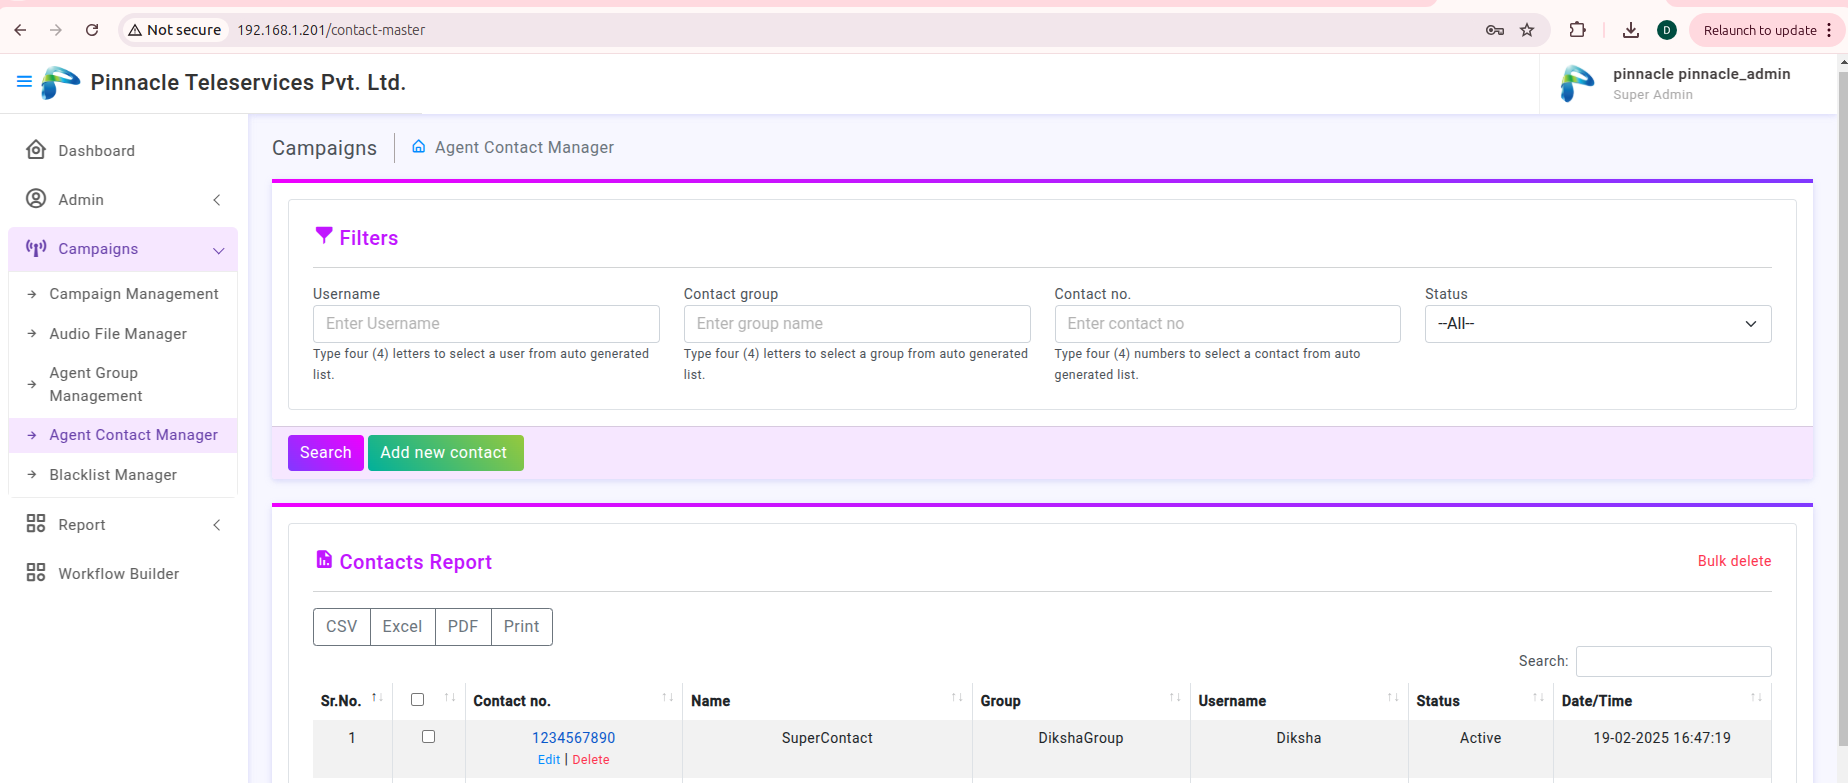 Not secure 192.168.1.201/contact-master D Relaunch to update
Pinnacle Teleservices Pvt. Ltd.
pinnacle pinnacle_admin
Super Admin
Dashboard
Admin
Campaigns
Campaign Management
Audio File Manager
Agent Group
Management
Agent Contact Manager
Blacklist Manager
Report
Workflow Builder
Campaigns Agent Contact Manager
Filters
Username Contact group Contact no. Status
Enter Username Enter group name Enter contact no --All--
Type four (4) letters to select a user from auto generated list.
Type four (4) letters to select a group from auto generated list.
Type four (4) numbers to select a contact from auto generated list.
Search Add new contact
Contacts Report Bulk delete
CSV Excel PDF Print
Search:
Sr.No. Contact no. Name Group Username Status Date/Time
1 1234567890 SuperContact DikshaGroup Diksha Active 19-02-2025 16:47:19
Edit | Delete